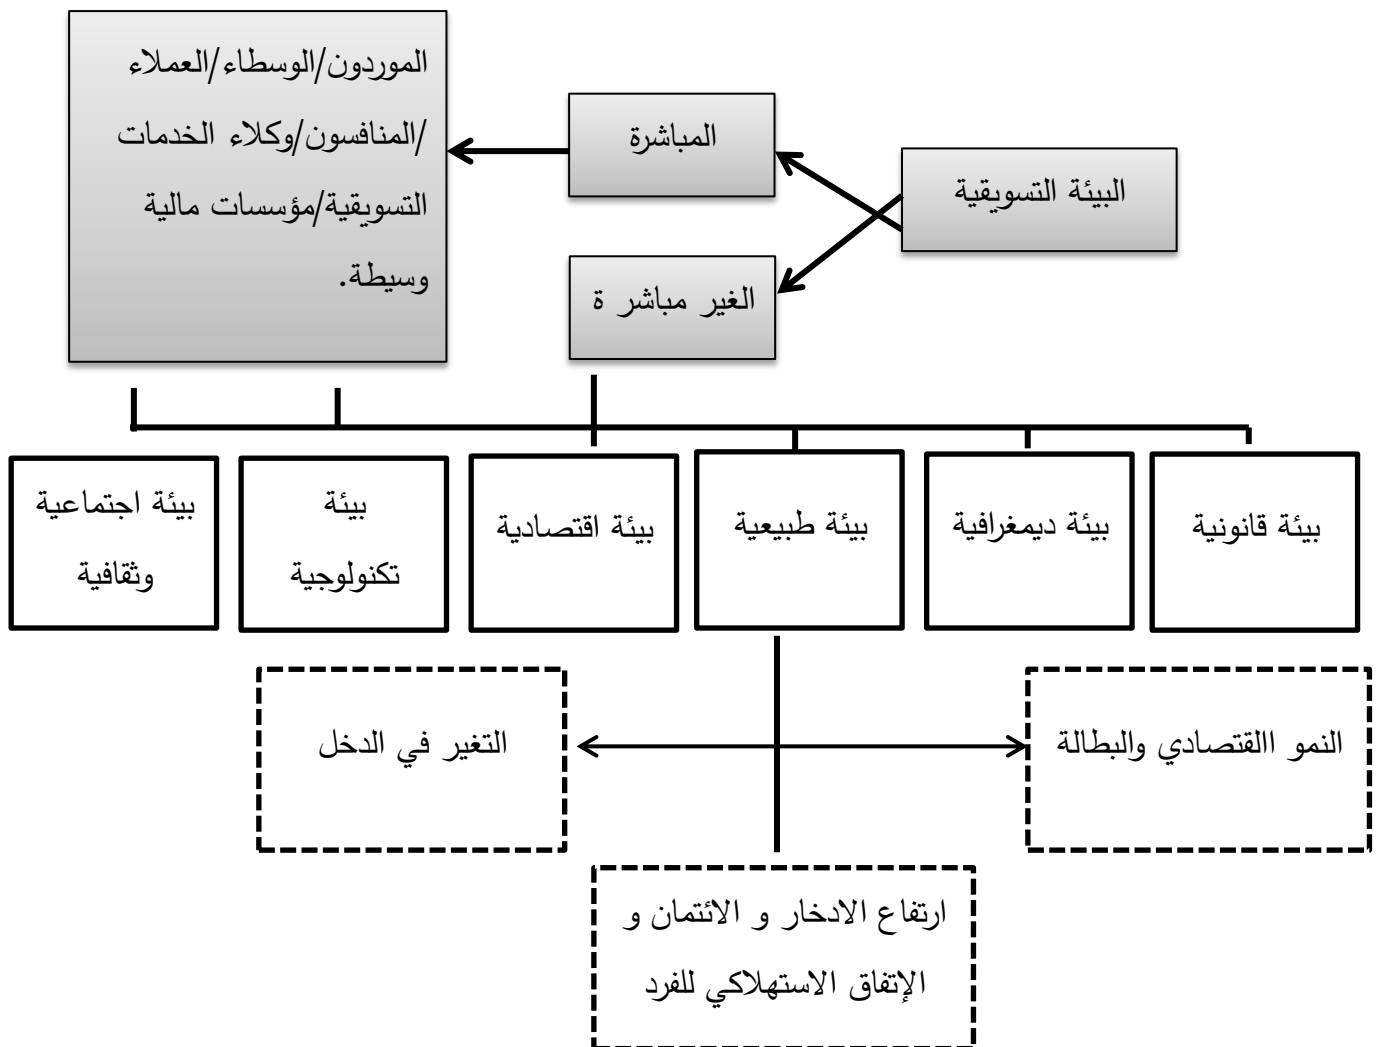 البيئة التسويقية
المباشرة
الغير مباشر ة
الموردون/الوسطاء/العملاء
/المنافسون/وكلاء الخدمات
التسويقية/مؤسسات مالية
وسيطة.
بيئة قانونية
بيئة ديمغرافية
بيئة طبيعية
بيئة اقتصادية
بيئة
تكنولوجية
بيئة اجتماعية
وثقافية
النمو االقتصادي والبطالة
التغير في الدخل
ارتفاع الادخار و الائتمان و
الإتفاق الاستهلاكي للفرد